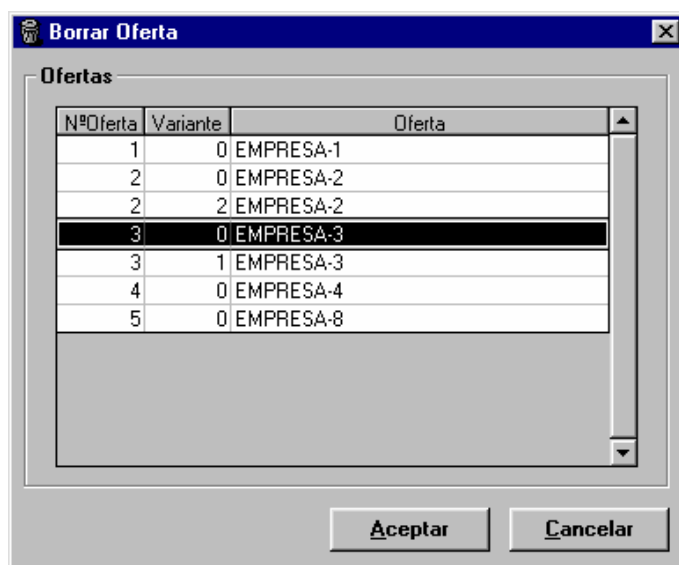 Borrar Oferta
Ofertas
NºOferta Variante Oferta
1 0 EMPRESA-1
2 0 EMPRESA-2
2 2 EMPRESA-2
3 0 EMPRESA-3
3 1 EMPRESA-3
4 0 EMPRESA-4
5 0 EMPRESA-8
Aceptar Cancelar